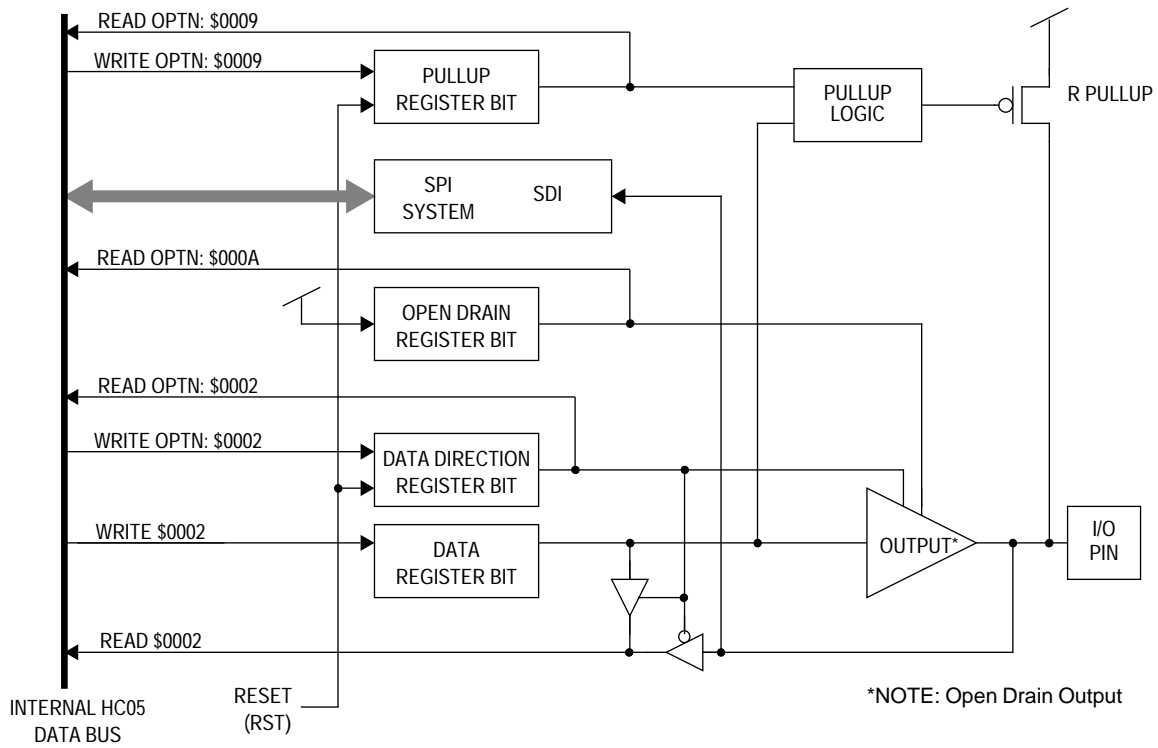 READ OPTN: $0009
WRITE OPTN: $0009
PULLUP
REGISTER BIT
PULLUP
LOGIC
R PULLUP
SPI
SYSTEM
SDI
READ OPTN: $000A
OPEN DRAIN
REGISTER BIT
READ OPTN: $0002
WRITE OPTN: $0002
DATA DIRECTION
REGISTER BIT
WRITE $0002
DATA
REGISTER BIT
OUTPUT*
I/O
PIN
READ $0002
RESET
(RST)
INTERNAL HC05
DATA BUS
*NOTE: Open Drain Output